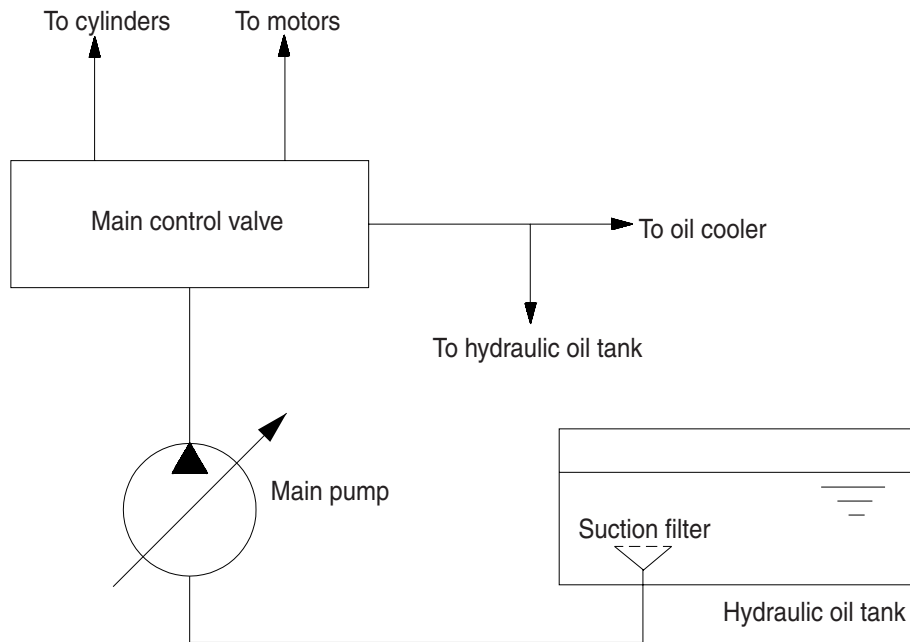 To cylinders
To motors
Main control valve
To oil cooler
To hydraulic oil tank
Main pump
Suction filter
Hydraulic oil tank